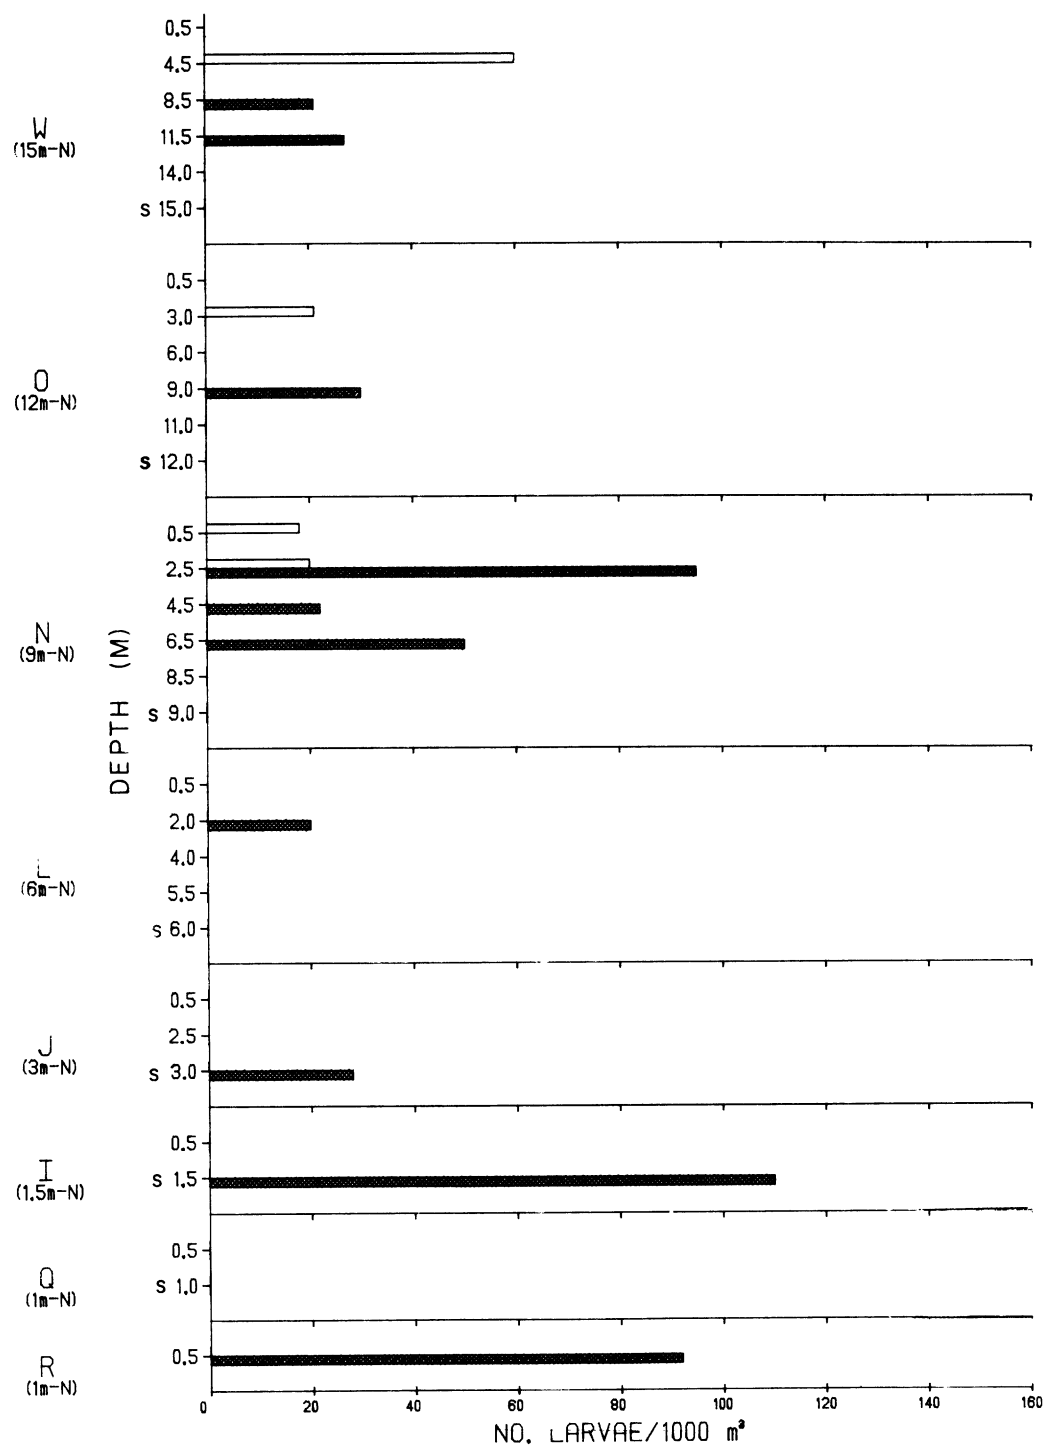 0.5
4.5
8.5
W
(15m-N)
11.5
14.0
S 15.0
0.5
3.0
6.0
O
(12m-N)
9.0
11.0
S 12.0
0.5
2.5
4.5
N
(9m-N)
6.5
8.5
S 9.0
DEPTH (M)
0.5
2.0
4.0
L
(6m-N)
5.5
S 6.0
0.5
2.5
J
(3m-N)
S 3.0
0.5
I
(1.5m-N)
S 1.5
0.5
Q
(1m-N)
S 1.0
R
(1m-N)
0.5
0 20 40 60 80 100 120 140 160
NO. LARVAE/1000 m³